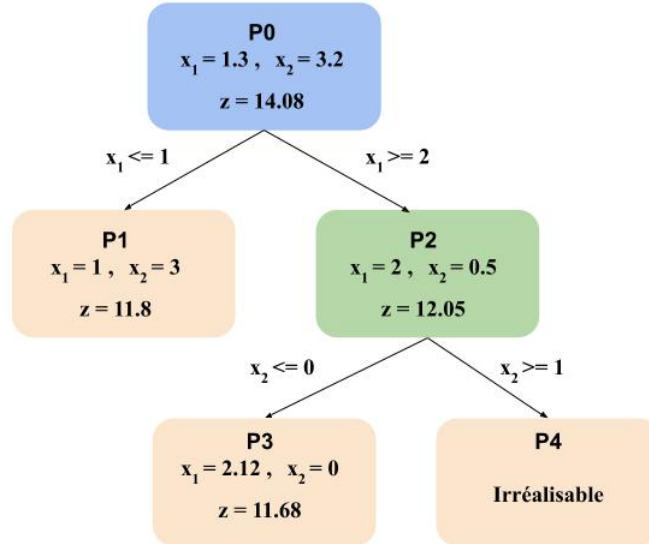 P0
x₁ = 1.3 , x₂ = 3.2
z = 14.08
x₁ <= 1
x₁ >= 2
P1
x₁ = 1 , x₂ = 3
z = 11.8
P2
x₁ = 2 , x₂ = 0.5
z = 12.05
x₂ <= 0
x₂ >= 1
P3
x₁ = 2.12 , x₂ = 0
z = 11.68
P4
Irréalisable